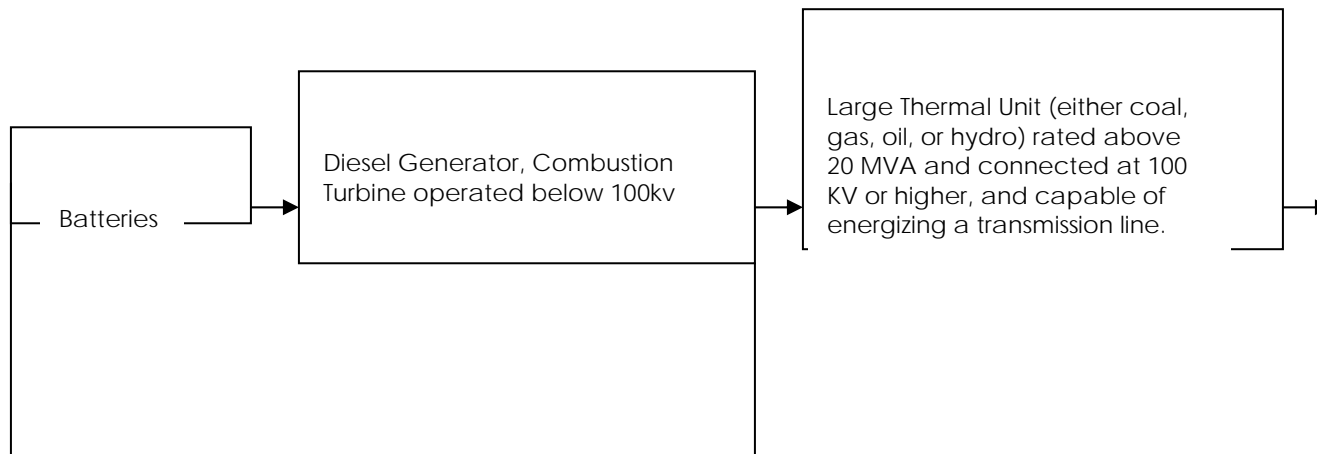 Batteries
Diesel Generator, Combustion
Turbine operated below 100kv
Large Thermal Unit (either coal,
gas, oil, or hydro) rated above
20 MVA and connected at 100
KV or higher, and capable of
energizing a transmission line.